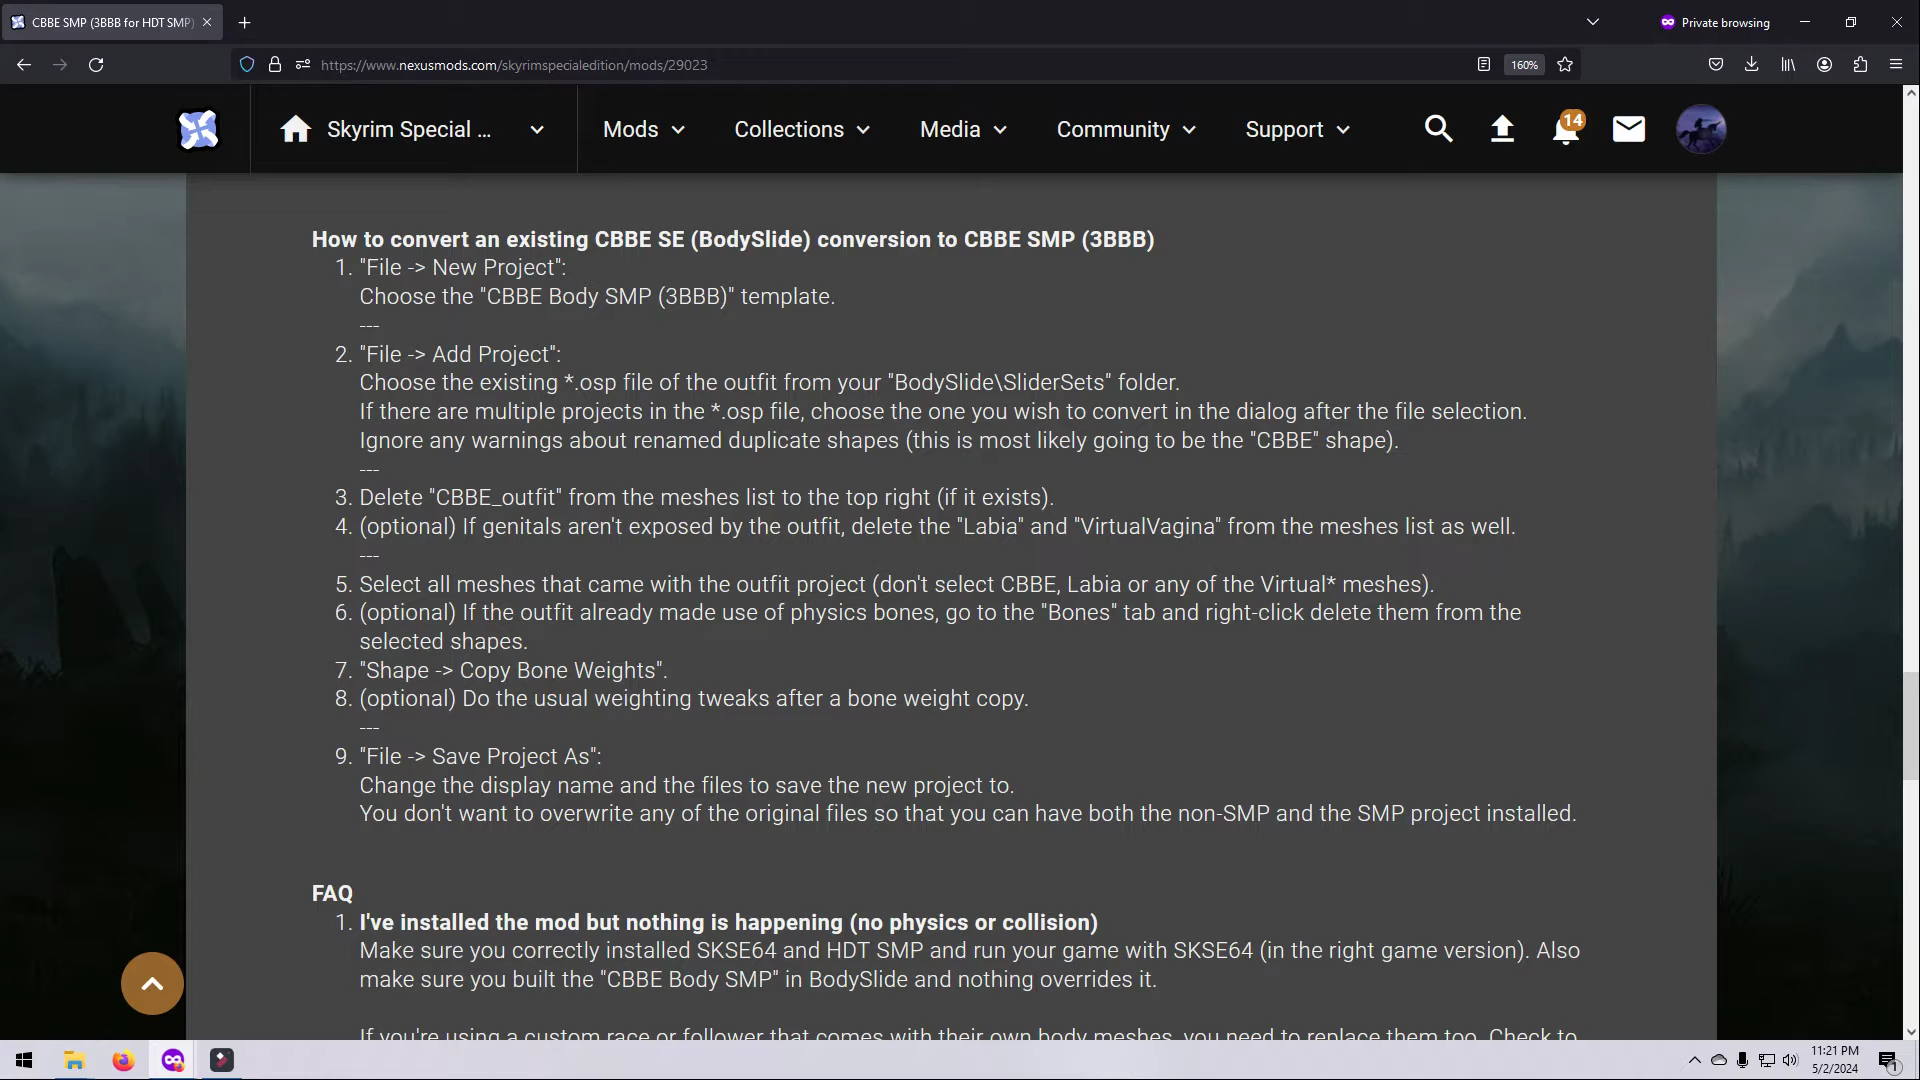 CBBE SMP (3BBB for HDT SMP)
Private browsing
https://www.nexusmods.com/skyrimspecialedition/mods/29023
160%
Skyrim Special ...
Mods
Collections
Media
Community
Support
14
How to convert an existing CBBE SE (BodySlide) conversion to CBBE SMP (3BBB)
1. "File -> New Project":
Choose the "CBBE Body SMP (3BBB)" template.
---
2. "File -> Add Project":
Choose the existing *.osp file of the outfit from your "BodySlide\SliderSets" folder.
If there are multiple projects in the *.osp file, choose the one you wish to convert in the dialog after the file selection.
Ignore any warnings about renamed duplicate shapes (this is most likely going to be the "CBBE" shape).
---
3. Delete "CBBE_outfit" from the meshes list to the top right (if it exists).
4. (optional) If genitals aren't exposed by the outfit, delete the "Labia" and "VirtualVagina" from the meshes list as well.
---
5. Select all meshes that came with the outfit project (don't select CBBE, Labia or any of the Virtual* meshes).
6. (optional) If the outfit already made use of physics bones, go to the "Bones" tab and right-click delete them from the
selected shapes.
7. "Shape -> Copy Bone Weights".
8. (optional) Do the usual weighting tweaks after a bone weight copy.
---
9. "File -> Save Project As":
Change the display name and the files to save the new project to.
You don't want to overwrite any of the original files so that you can have both the non-SMP and the SMP project installed.
FAQ
1. I've installed the mod but nothing is happening (no physics or collision)
Make sure you correctly installed SKSE64 and HDT SMP and run your game with SKSE64 (in the right game version). Also
make sure you built the "CBBE Body SMP" in BodySlide and nothing overrides it.
If you're using a custom race or follower that comes with their own body meshes, you need to replace them too. Check to
11:21 PM
5/2/2024
1